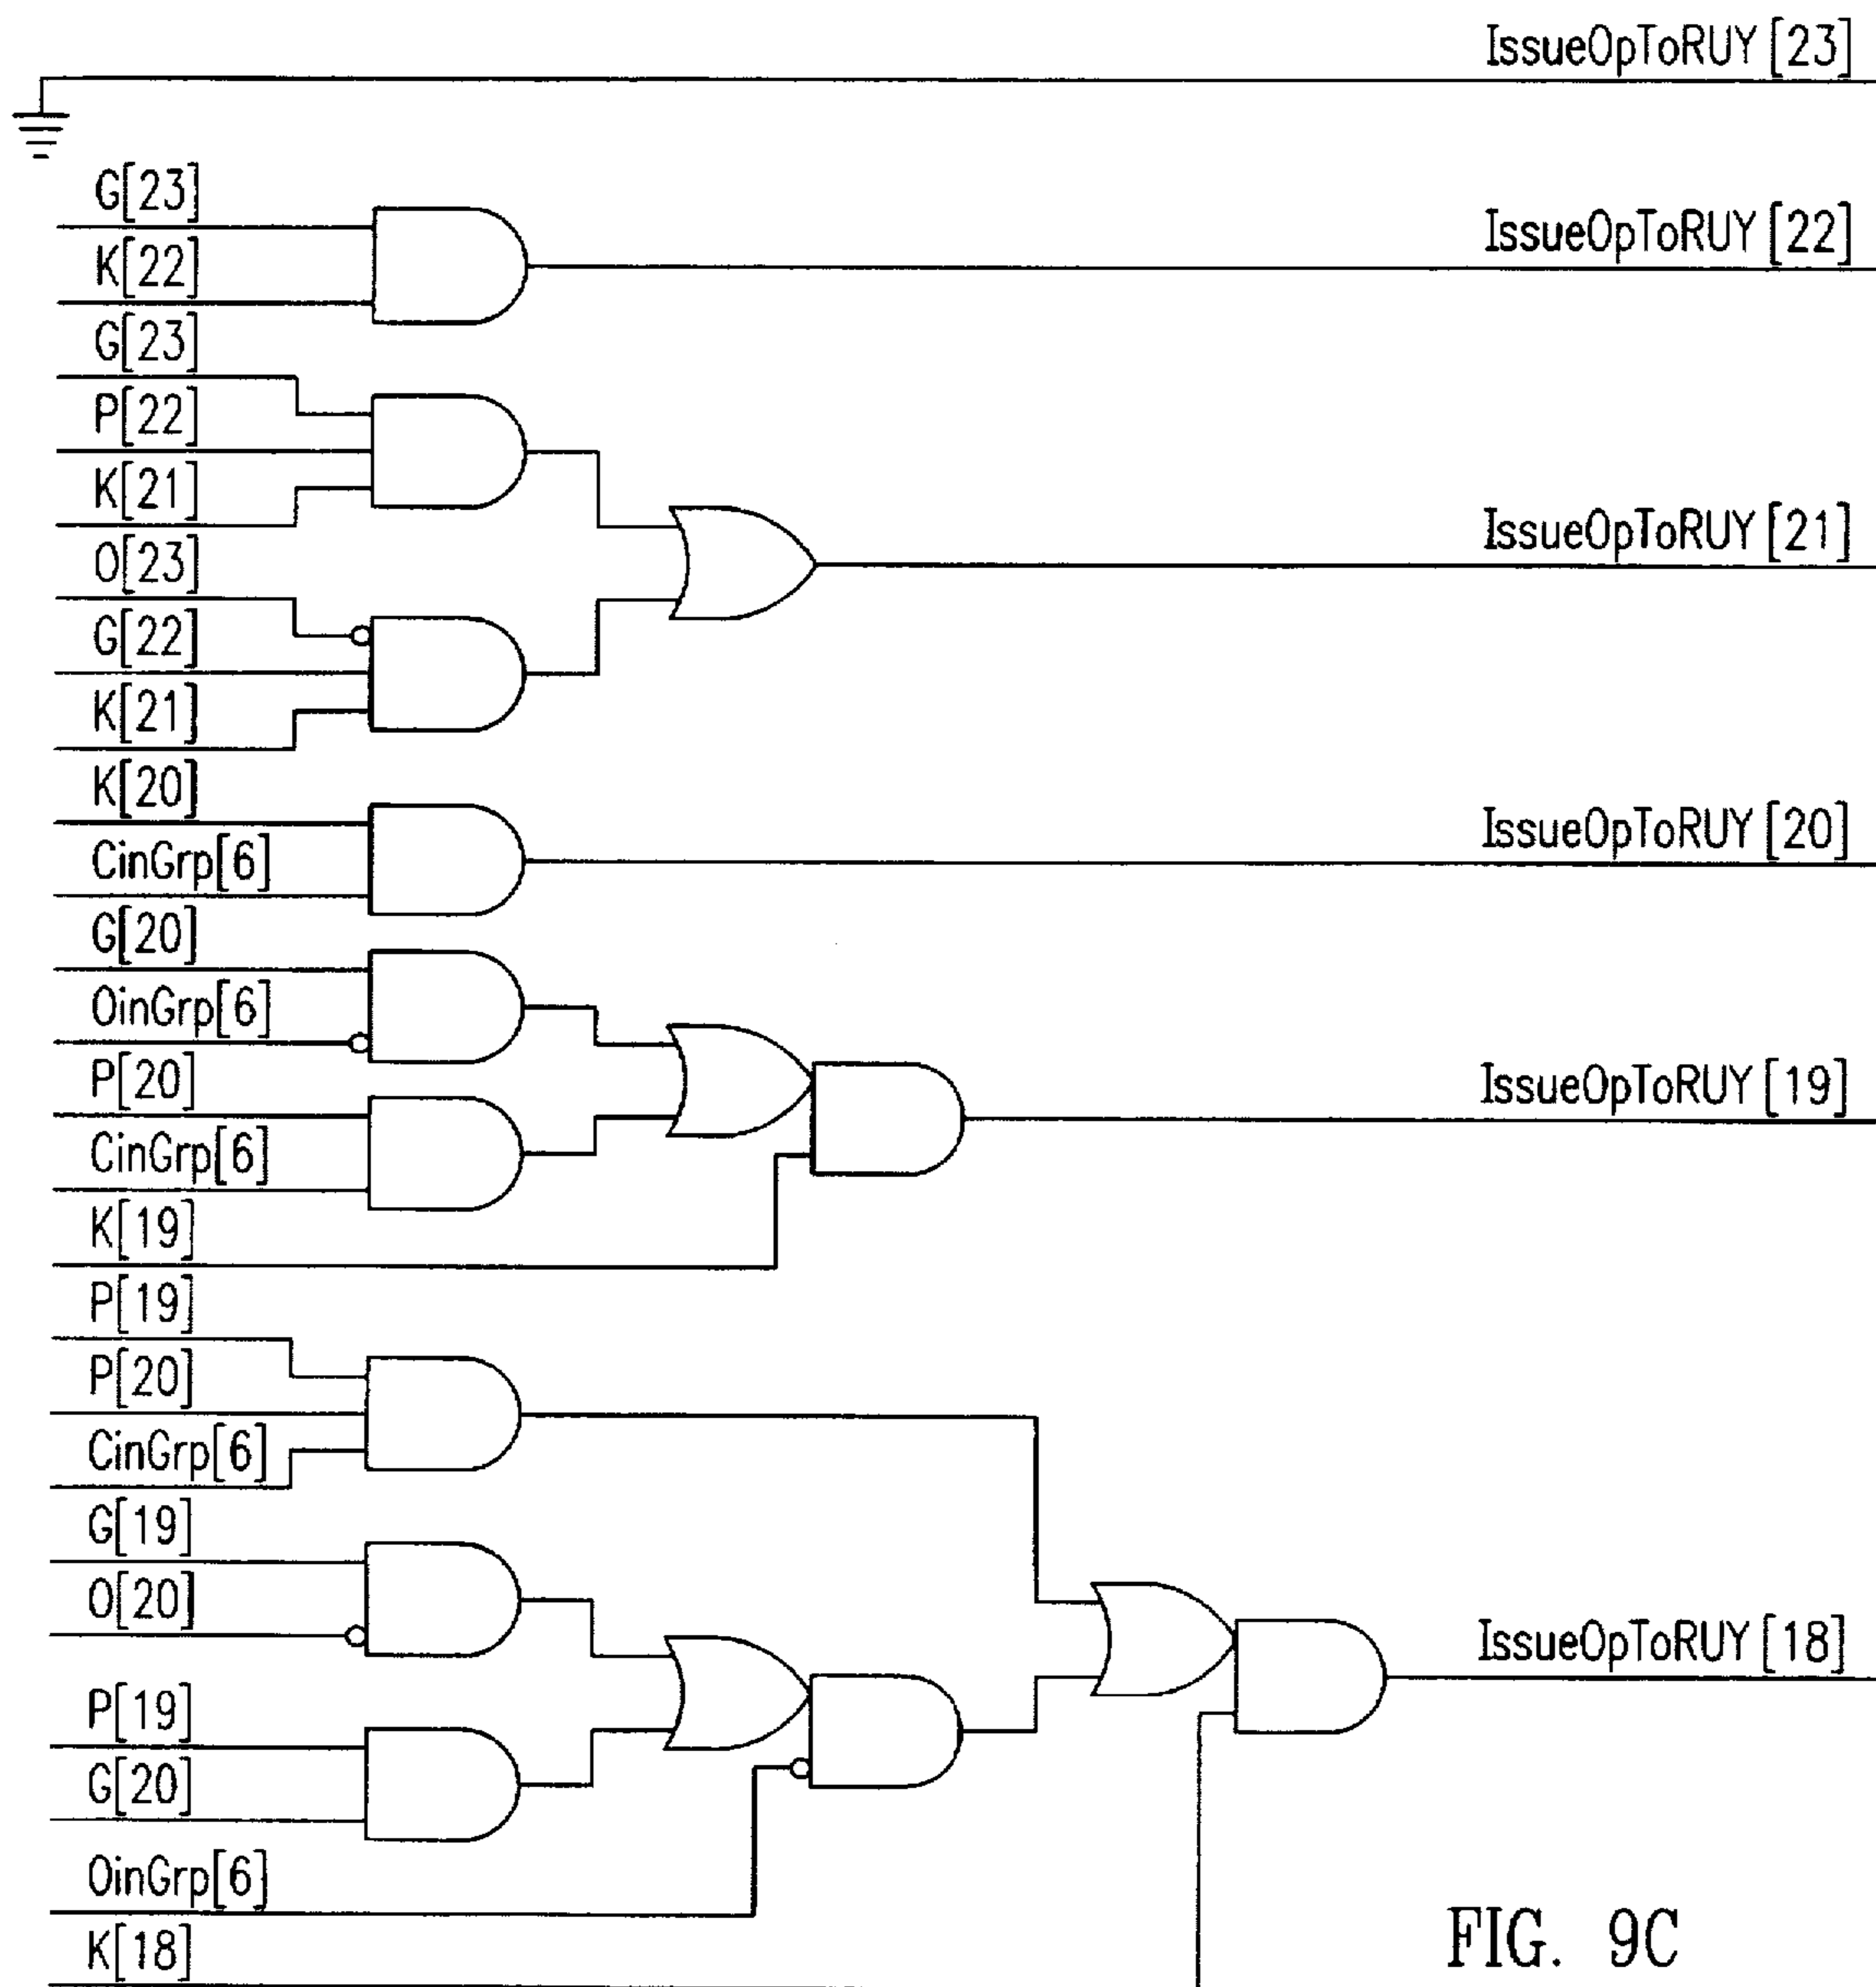 IssueOpToRUY [23]
G[23]
IssueOpToRUY [22]
K[22]
G[23]
P[22]
K[21]
IssueOpToRUY [21]
O[23]
G[22]
K[21]
K[20]
IssueOpToRUY [20]
CinGrp[6]
G[20]
OinGrp[6]
P[20]
IssueOpToRUY [19]
CinGrp[6]
K[19]
P[19]
P[20]
CinGrp[6]
G[19]
O[20]
IssueOpToRUY [18]
P[19]
G[20]
OinGrp[6]
K[18]
FIG. 9C